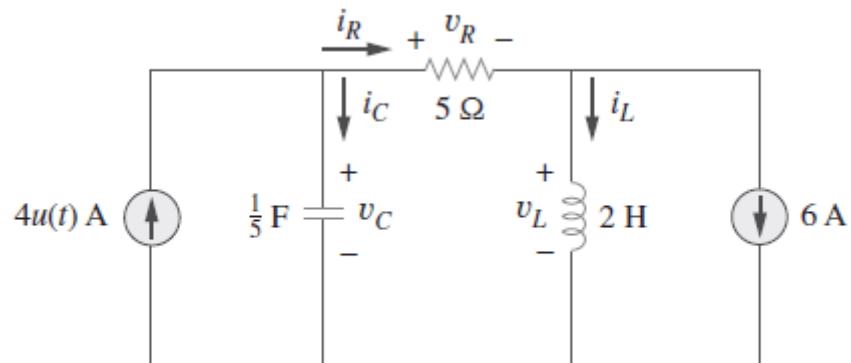 i_R
+ v_R −
i_C
5 Ω
i_L
4u(t) A
1/5 F
+
v_C
−
+
v_L
−
2 H
6 A